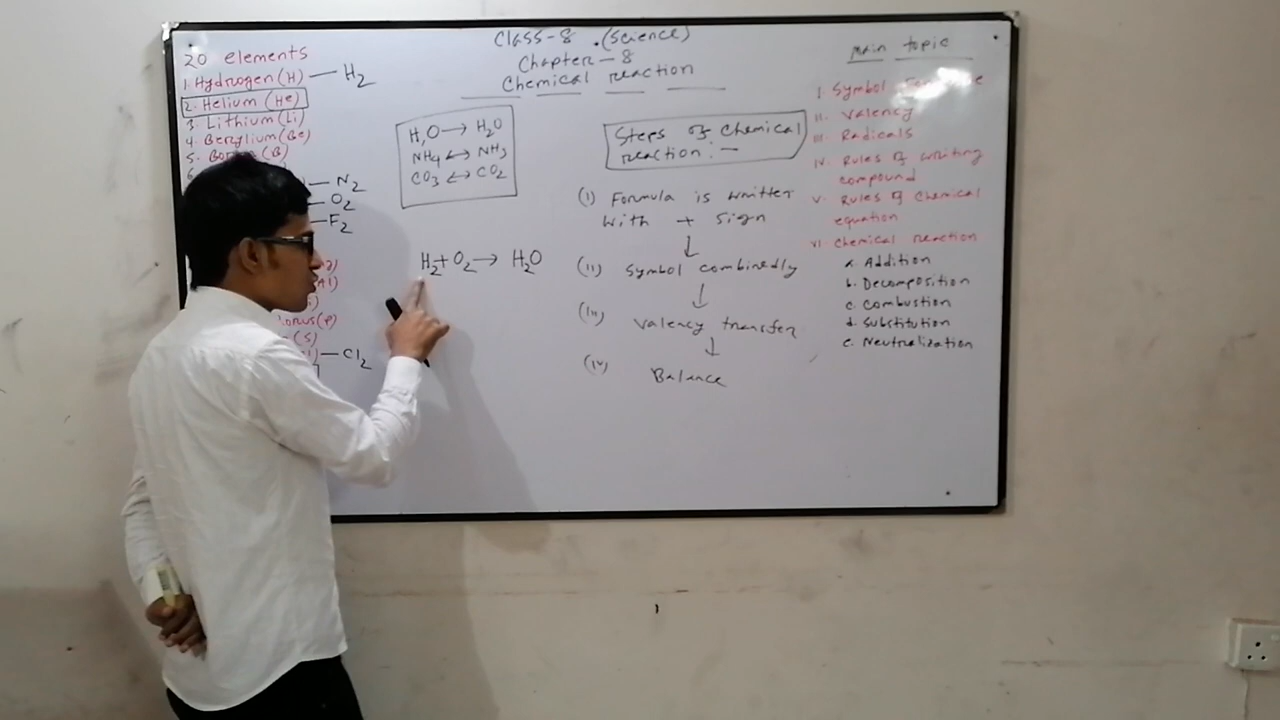 Class-8 .(Science)
Chapter-8
Chemical reaction
20 elements
1. Hydrogen (H) — H2
2. Helium (He)
3. Lithium (Li)
4. Berylium (Be)
5.
— N2
— O2
— F2
— Cl2
H,O → H2O
NH4 ↔ NH3
CO3 ↔ CO2
H2+ O2 → H2O
Steps of Chemical
reaction:-
(i) Formula is written
with + sign
↓
(ii) Symbol combinedly
↓
(iii) Valency transfer
↓
(iv) Balance
main topic
I. Symbol
II. Valency
III. Radicals
IV. Rules of writing
compound
V. Rules of Chemical
equation
VI. Chemical reaction
a. Addition
b. Decomposition
c. Combustion
d. Substitution
e. Neutralization